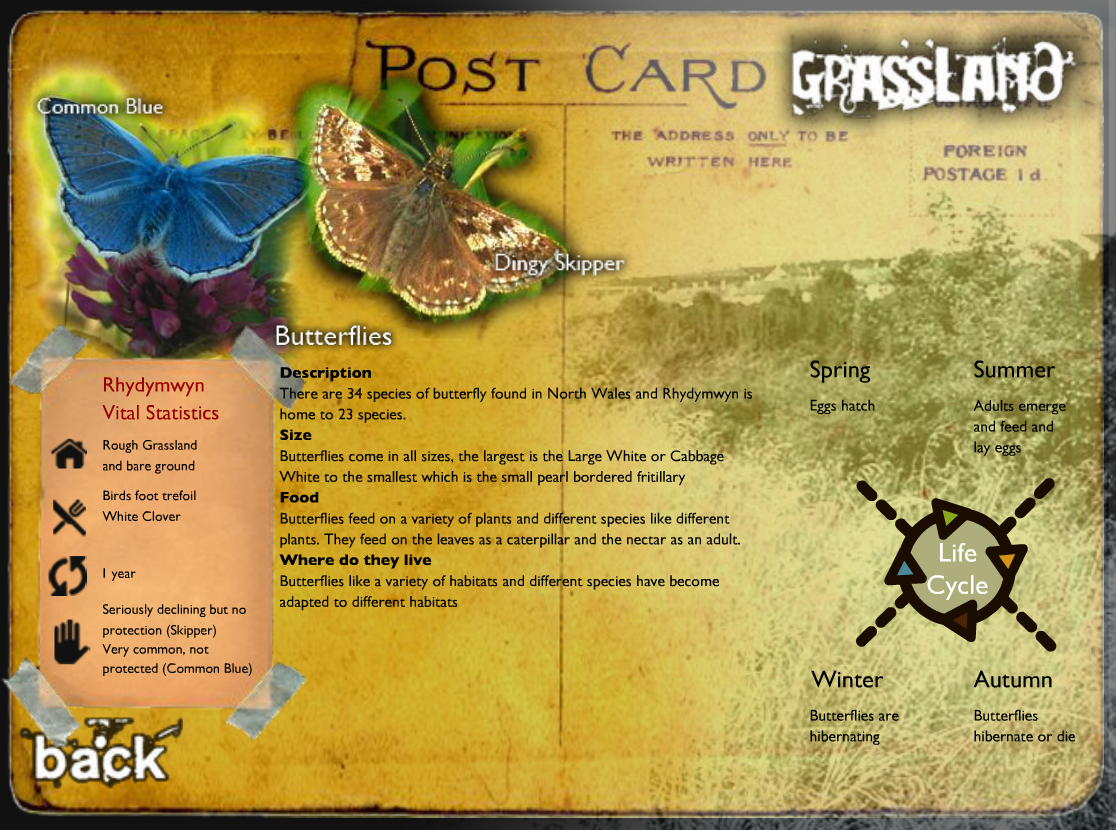 POST CARD
GRASSLAND
Common Blue
THE ADDRESS ONLY TO BE
WRITTEN HERE
FOREIGN
POSTAGE 1d.
Dingy Skipper
Butterflies
Rhydymwyn
Vital Statistics
Rough Grassland
and bare ground
Birds foot trefoil
White Clover
1 year
Seriously declining but no
protection (Skipper)
Very common, not
protected (Common Blue)
Description
There are 34 species of butterfly found in North Wales and Rhydymwyn is
home to 23 species.
Size
Butterflies come in all sizes, the largest is the Large White or Cabbage
White to the smallest which is the small pearl bordered fritillary
Food
Butterflies feed on a variety of plants and different species like different
plants. They feed on the leaves as a caterpillar and the nectar as an adult.
Where do they live
Butterflies like a variety of habitats and different species have become
adapted to different habitats
Spring
Eggs hatch
Summer
Adults emerge
and feed and
lay eggs
Life
Cycle
Winter
Butterflies are
hibernating
Autumn
Butterflies
hibernate or die
back